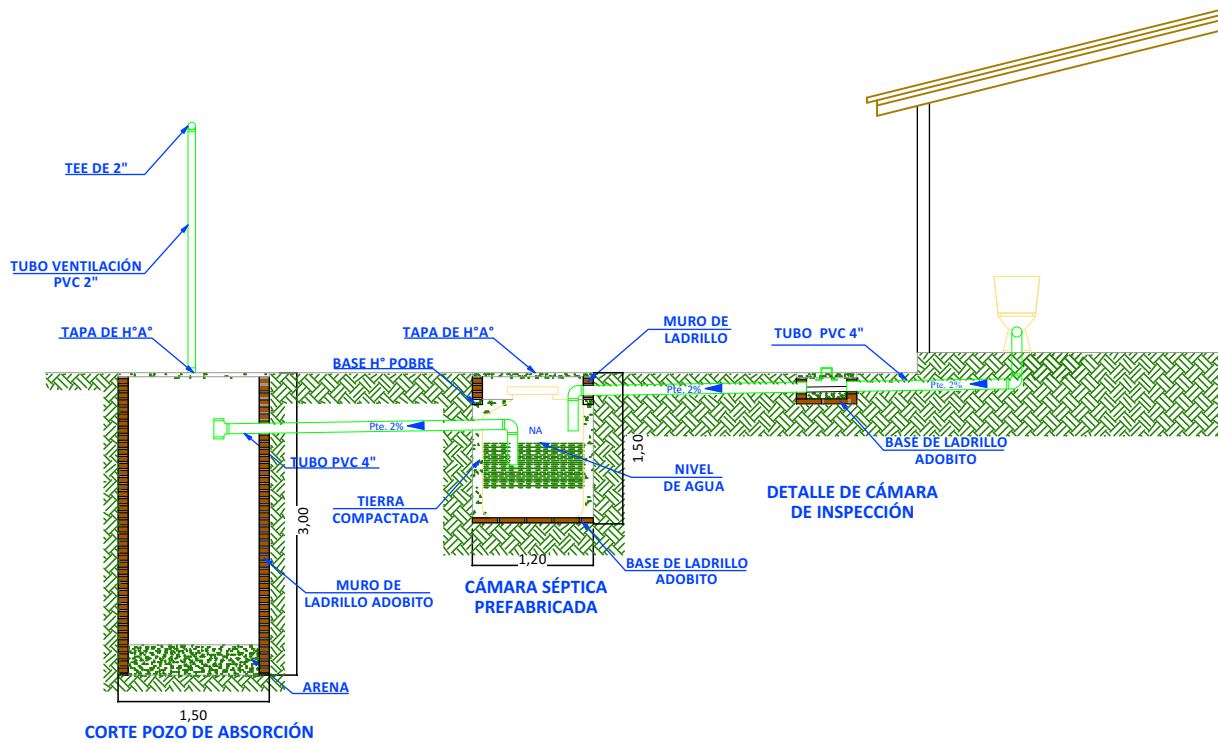 TEE DE 2"
TUBO VENTILACIÓN
PVC 2"
TAPA DE H°A°
TAPA DE H°A°
BASE H° POBRE
MURO DE
LADRILLO
TUBO PVC 4"
Pte. 2%
Pte. 2%
Pte. 2%
NA
TUBO PVC 4"
TIERRA
COMPACTADA
NIVEL
DE AGUA
1,50
BASE DE LADRILLO
ADOBITO
DETALLE DE CÁMARA
DE INSPECCIÓN
3,00
1,20
BASE DE LADRILLO
ADOBITO
MURO DE
LADRILLO ADOBITO
CÁMARA SÉPTICA
PREFABRICADA
ARENA
1,50
CORTE POZO DE ABSORCIÓN